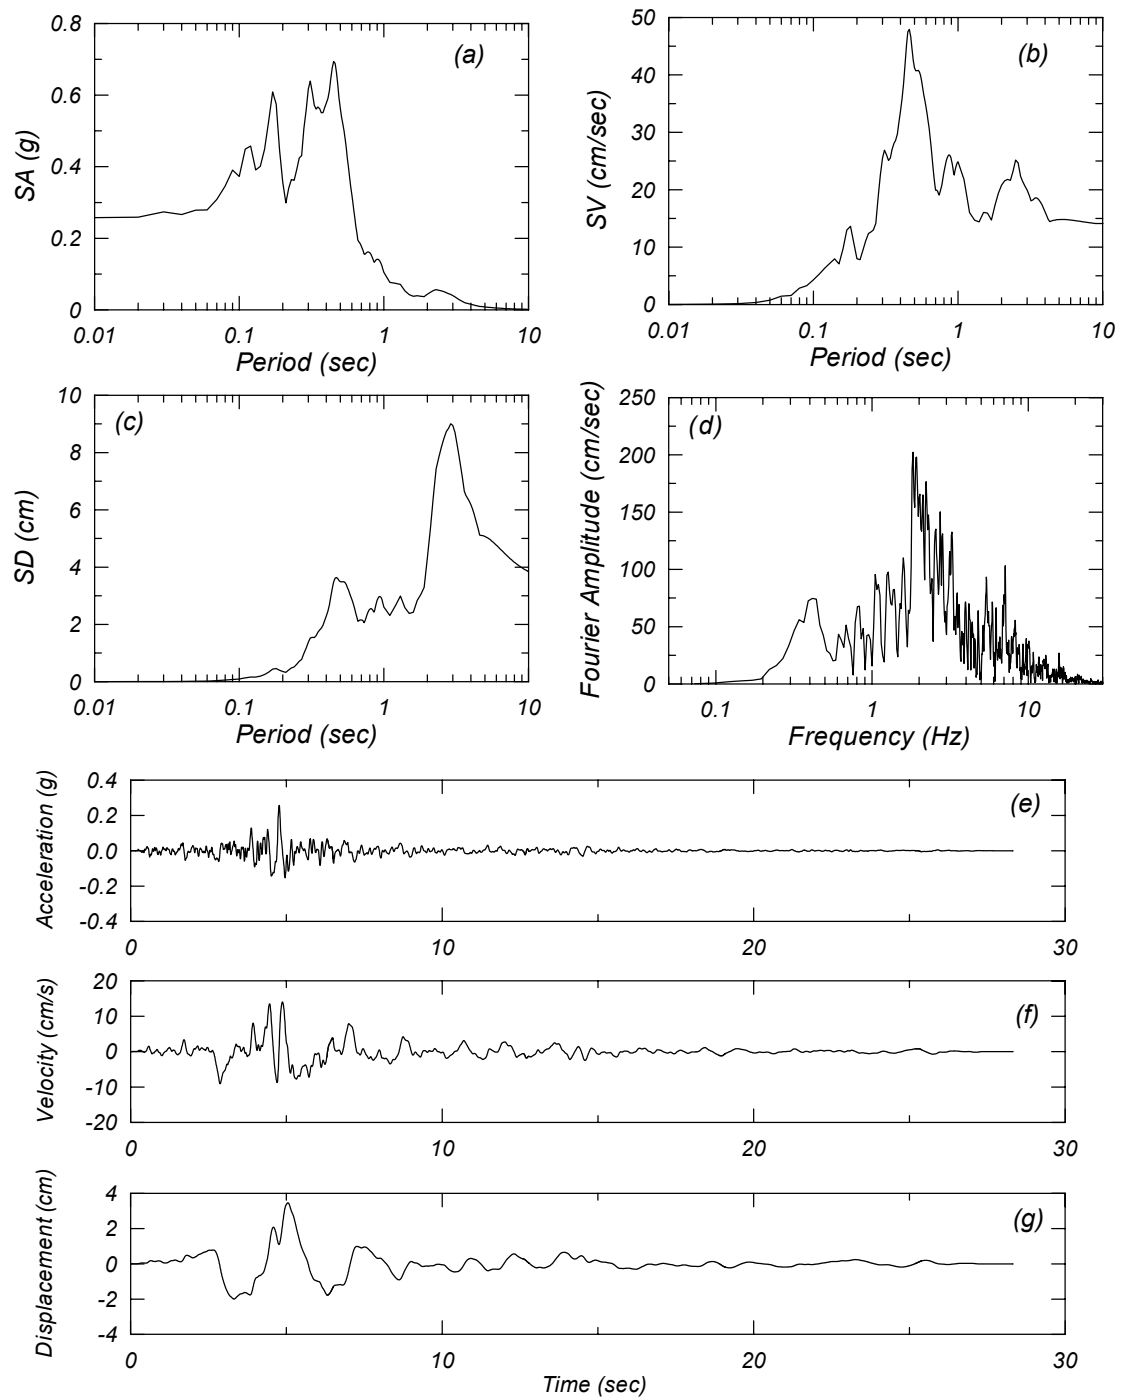 0.8
0.6
0.4
0.2
0
SA (g)
(a)
0.01 0.1 1 10
Period (sec)
50
40
30
20
10
0
SV (cm/sec)
(b)
0.01 0.1 1 10
Period (sec)
10
8
6
4
2
0
SD (cm)
(c)
0.01 0.1 1 10
Period (sec)
250
200
150
100
50
0
Fourier Amplitude (cm/sec)
(d)
0.1 1 10
Frequency (Hz)
0.4
0.2
0.0
-0.2
-0.4
Acceleration (g)
(e)
0 10 20 30
20
10
0
-10
-20
Velocity (cm/s)
(f)
0 10 20 30
4
2
0
-2
-4
Displacement (cm)
(g)
0 10 20 30
Time (sec)